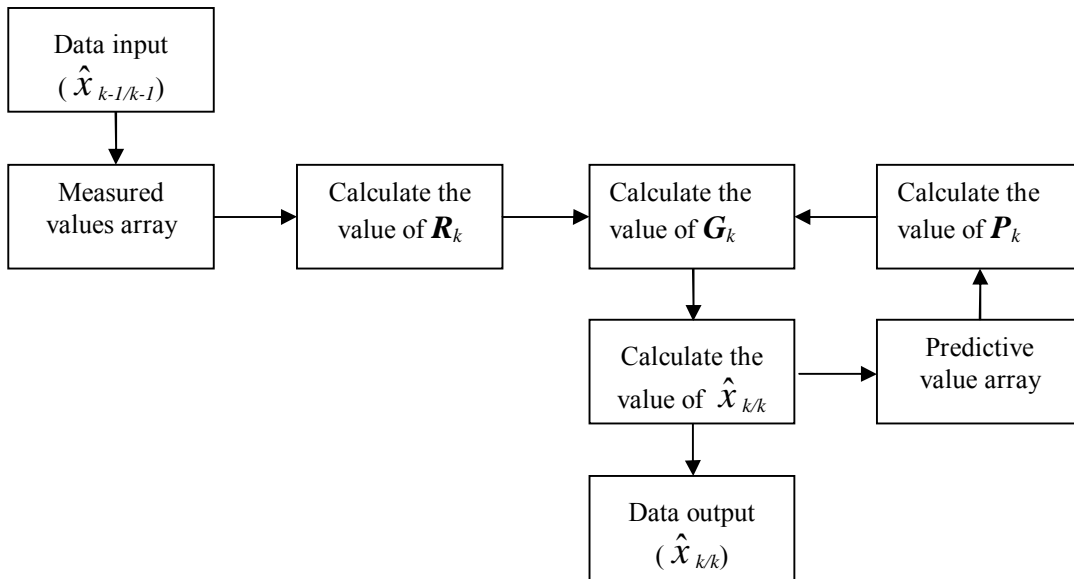 Data input
( x̂ k-1/k-1)
Measured
values array
Calculate the
value of Rk
Calculate the
value of Gk
Calculate the
value of Pk
Calculate the
value of x̂ k/k
Predictive
value array
Data output
( x̂ k/k)